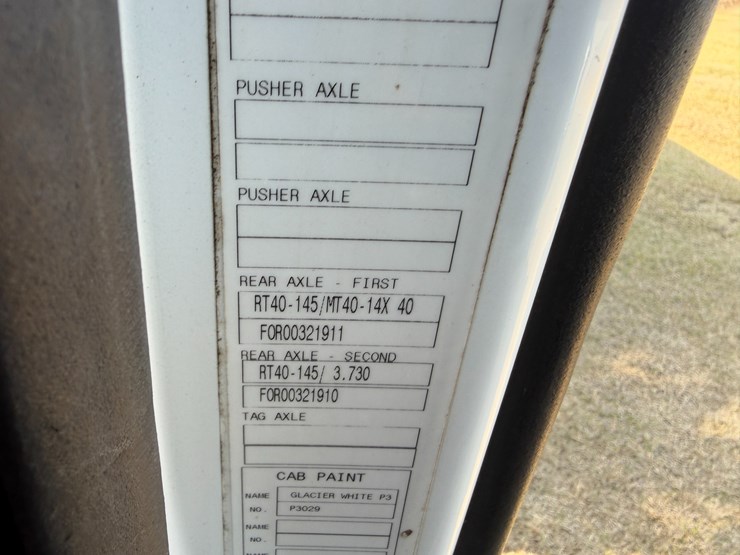 PUSHER AXLE
PUSHER AXLE
REAR AXLE - FIRST
RT40-145/MT40-14X 40
FOR00321911
REAR AXLE - SECOND
RT40-145/ 3.730
FOR00321910
TAG AXLE
CAB PAINT
NAME GLACIER WHITE P3
NO. P3029
NAME
NO.
NAME